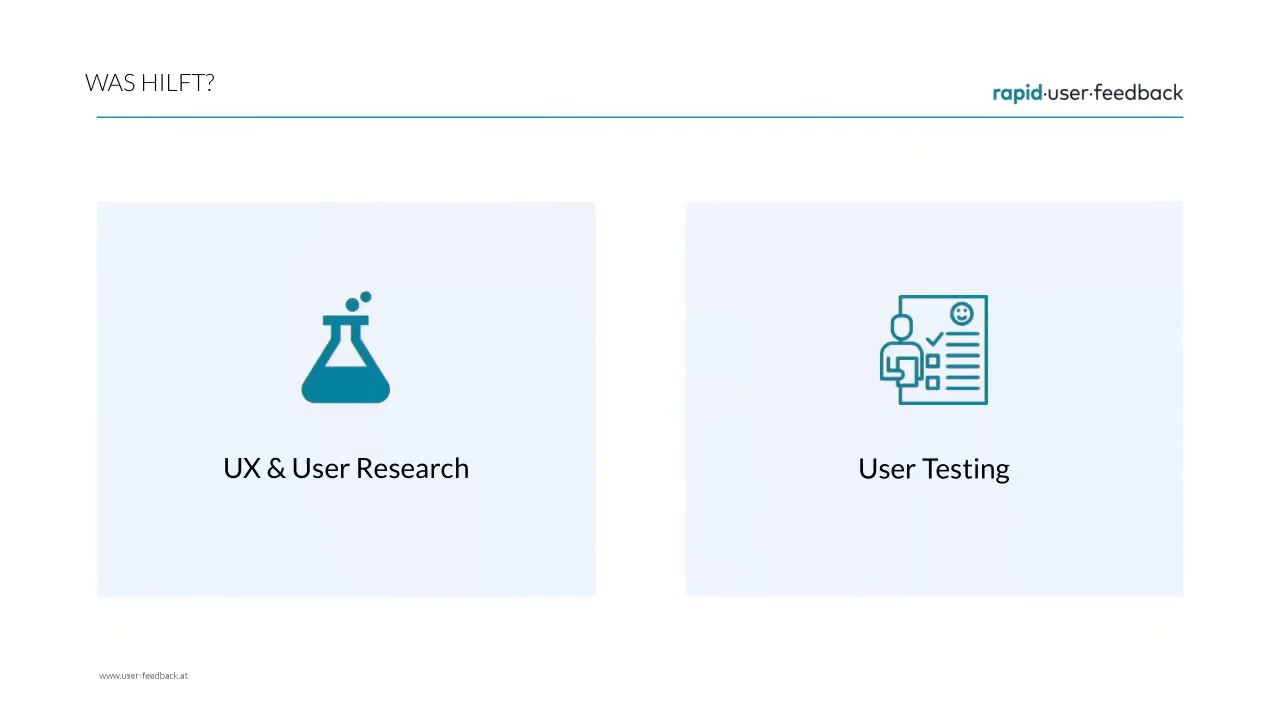 WAS HILFT?
rapid·user·feedback
UX & User Research
User Testing
www.user-feedback.at